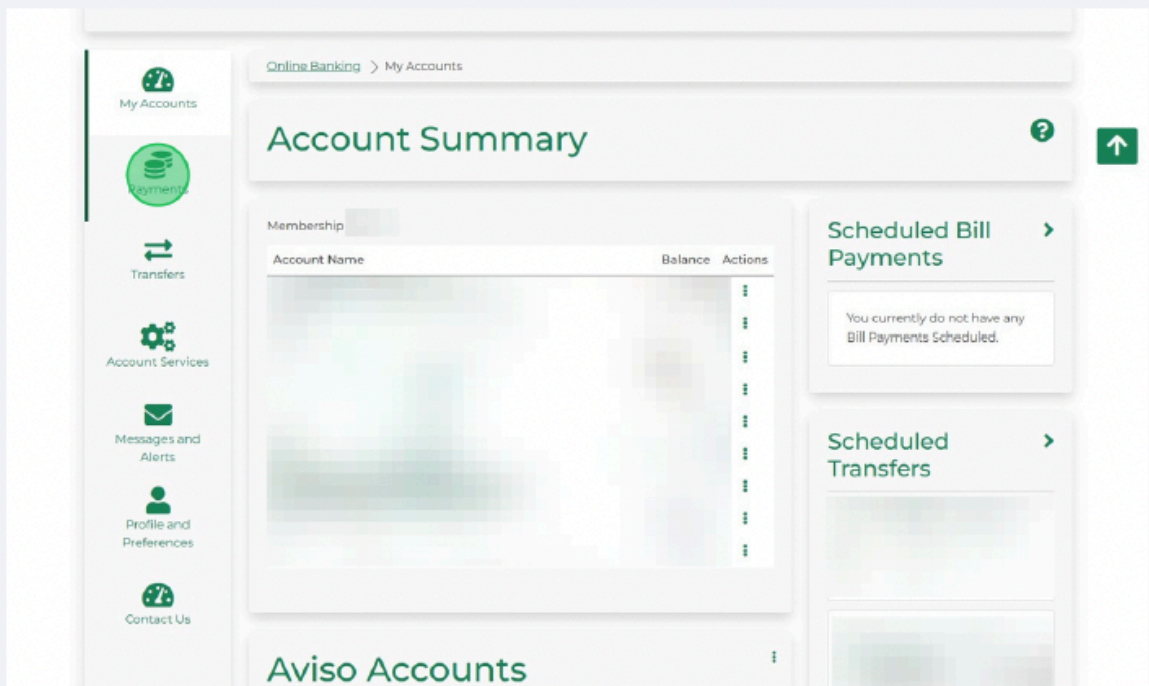 Online Banking > My Accounts
My Accounts
Payments
Transfers
Account Services
Messages and
Alerts
Profile and
Preferences
Contact Us
Account Summary
Membership
Account Name Balance Actions
Scheduled Bill
Payments
You currently do not have any
Bill Payments Scheduled.
Scheduled
Transfers
Aviso Accounts